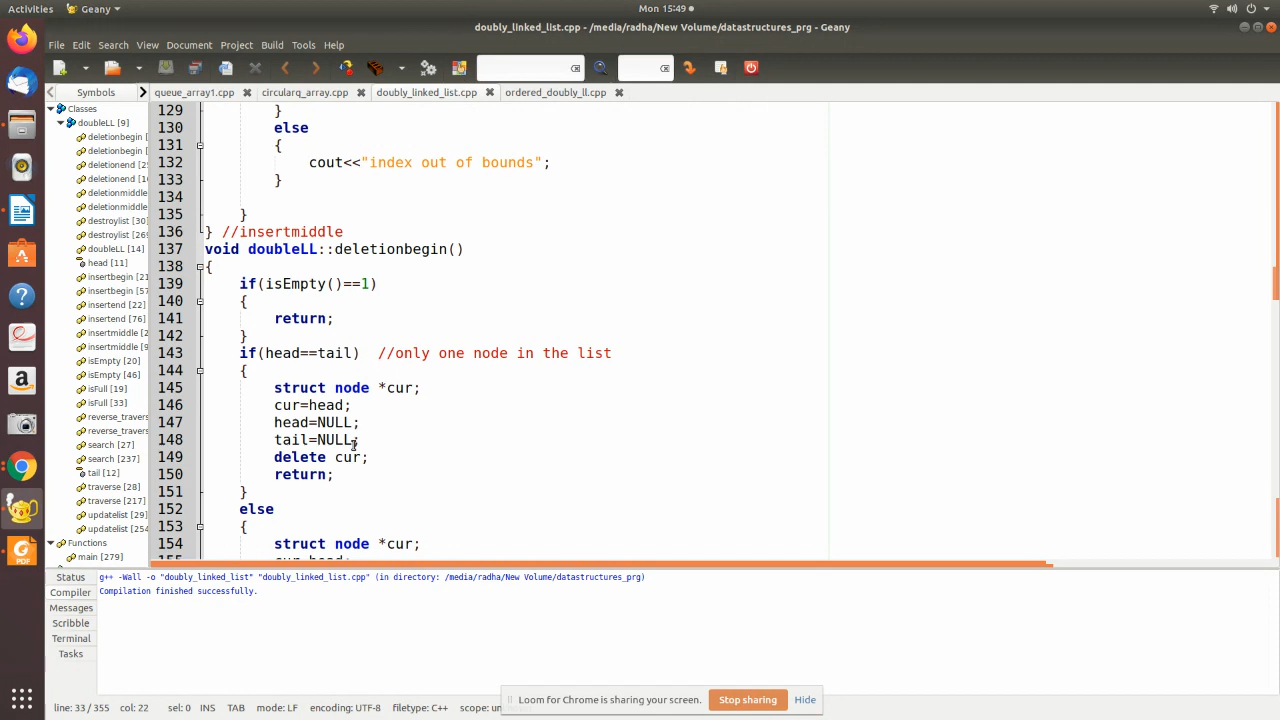 Activities
Geany
Mon 15:49
doubly_linked_list.cpp - /media/radha/New Volume/datastructures_prg - Geany
File Edit Search View Document Project Build Tools Help
Symbols
queue_array1.cpp
circularq_array.cpp
doubly_linked_list.cpp
ordered_doubly_ll.cpp
Classes
doubleLL [9]
deletionbegin
deletionbegin
deletionend [2
deletionend [1
deletionmiddle
deletionmiddle
destroylist [30]
destroylist [26
doubleLL [14]
head [11]
insertbegin [21
insertbegin [57
insertend [22]
insertend [76]
insertmiddle [2
insertmiddle [9
isEmpty [20]
isEmpty [46]
isFull [19]
isFull [33]
reverse_travers
reverse_travers
search [27]
search [237]
tail [12]
traverse [28]
traverse [217]
updatelist [29]
updatelist [254
Functions
main [279]
129 }
130 else
131 {
132 cout<<"index out of bounds";
133 }
134
135 }
136 } //insertmiddle
137 void doubleLL::deletionbegin()
138 {
139 if(isEmpty()==1)
140 {
141 return;
142 }
143 if(head==tail) //only one node in the list
144 {
145 struct node *cur;
146 cur=head;
147 head=NULL;
148 tail=NULL;
149 delete cur;
150 return;
151 }
152 else
153 {
154 struct node *cur;
Status
Compiler
Messages
Scribble
Terminal
Tasks
g++ -Wall -o "doubly_linked_list" "doubly_linked_list.cpp" (in directory: /media/radha/New Volume/datastructures_prg)
Compilation finished successfully.
Loom for Chrome is sharing your screen. Stop sharing Hide
line: 33 / 355 col: 22 sel: 0 INS TAB mode: LF encoding: UTF-8 filetype: C++ scope: